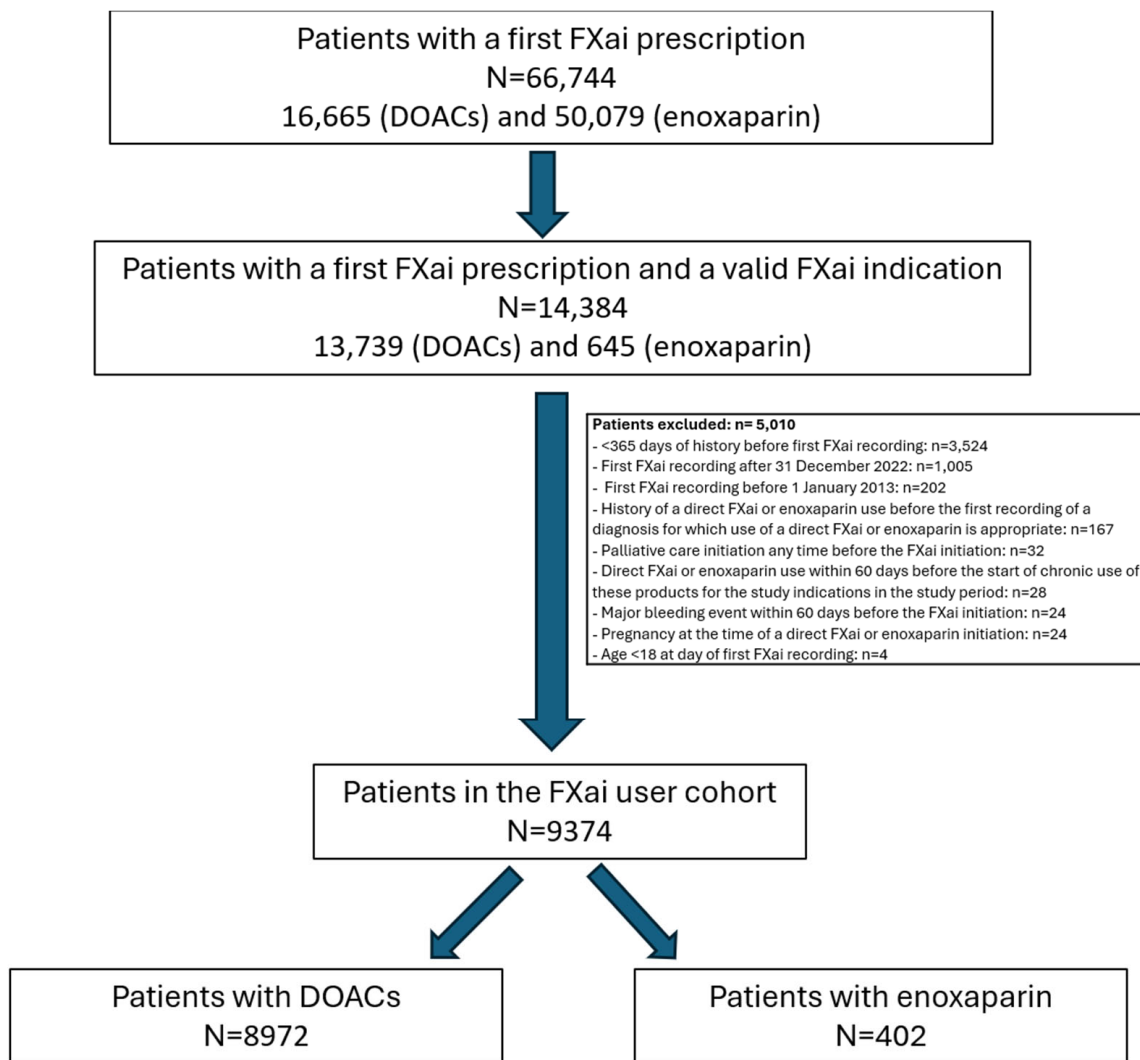 Patients with a first FXai prescription
N=66,744
16,665 (DOACs) and 50,079 (enoxaparin)
Patients with a first FXai prescription and a valid FXai indication
N=14,384
13,739 (DOACs) and 645 (enoxaparin)
Patients excluded: n= 5,010
- <365 days of history before first FXai recording: n=3,524
- First FXai recording after 31 December 2022: n=1,005
- First FXai recording before 1 January 2013: n=202
- History of a direct FXai or enoxaparin use before the first recording of a
diagnosis for which use of a direct FXai or enoxaparin is appropriate: n=167
- Palliative care initiation any time before the FXai initiation: n=32
- Direct FXai or enoxaparin use within 60 days before the start of chronic use of
these products for the study indications in the study period: n=28
- Major bleeding event within 60 days before the FXai initiation: n=24
- Pregnancy at the time of a direct FXai or enoxaparin initiation: n=24
- Age <18 at day of first FXai recording: n=4
Patients in the FXai user cohort
N=9374
Patients with DOACs
N=8972
Patients with enoxaparin
N=402